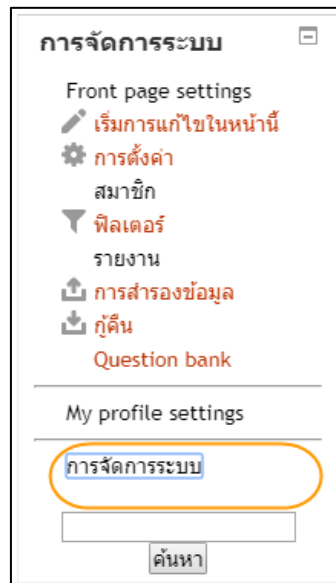 การจัดการระบบ
Front page settings
เริ่มการแก้ไขในหน้านี้
การตั้งค่า
สมาชิก
ฟิลเตอร์
รายงาน
การสำรองข้อมูล
กู้คืน
Question bank
My profile settings
การจัดการระบบ
ค้นหา